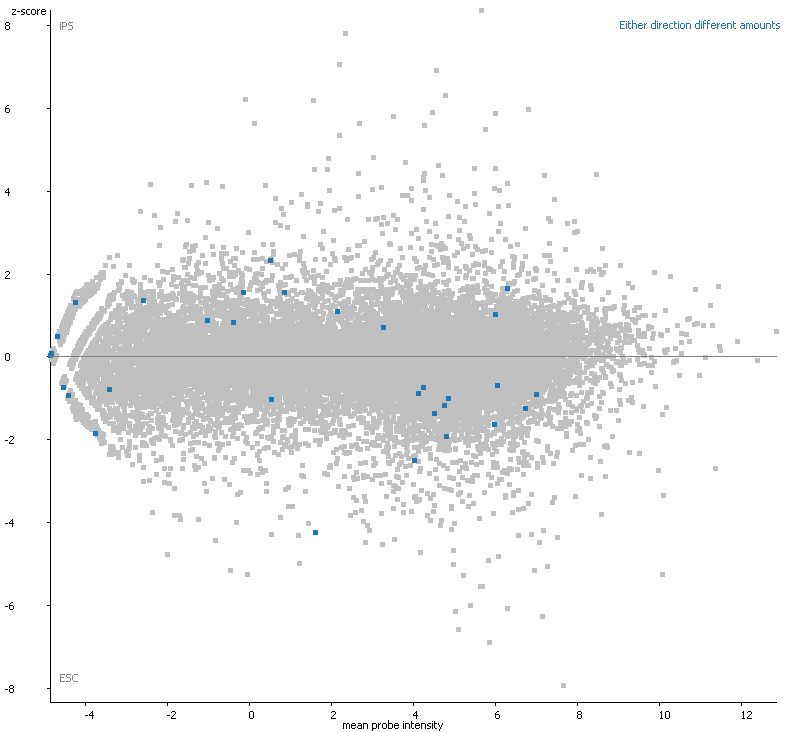 z-score
iPS
Either direction different amounts
8
6
4
2
0
-2
-4
-6
-8
ESC
-4 -2 0 2 4 6 8 10 12
mean probe intensity